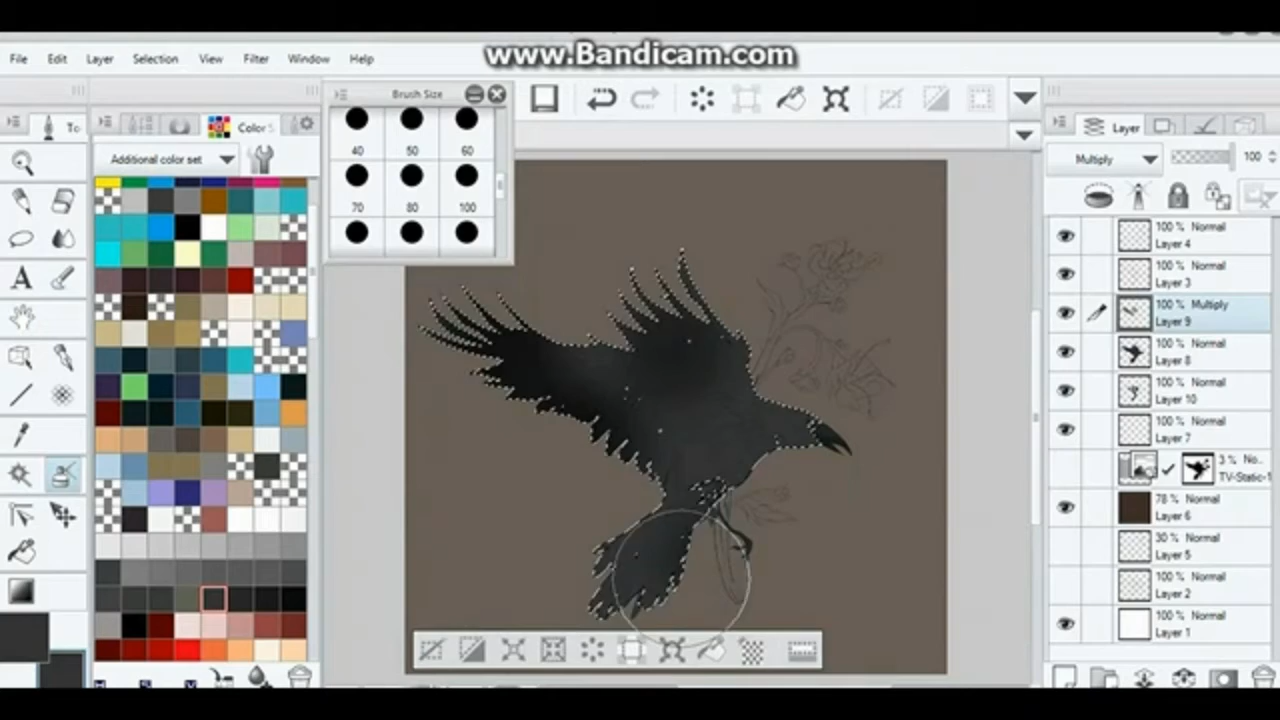 www.Bandicam.com
File Edit Layer Selection View Filter Window Help
Brush Size
To
Color S
Layer
Additional color set
Multiply 100
40 50 60
70 80 100
100 % Normal
Layer 4
100 % Normal
Layer 3
100 % Multiply
Layer 9
100 % Normal
Layer 8
100 % Normal
Layer 10
100 % Normal
Layer 7
3 % No..
TV-Static-1
78 % Normal
Layer 6
30 % Normal
Layer 5
100 % Normal
Layer 2
100 % Normal
Layer 1
A